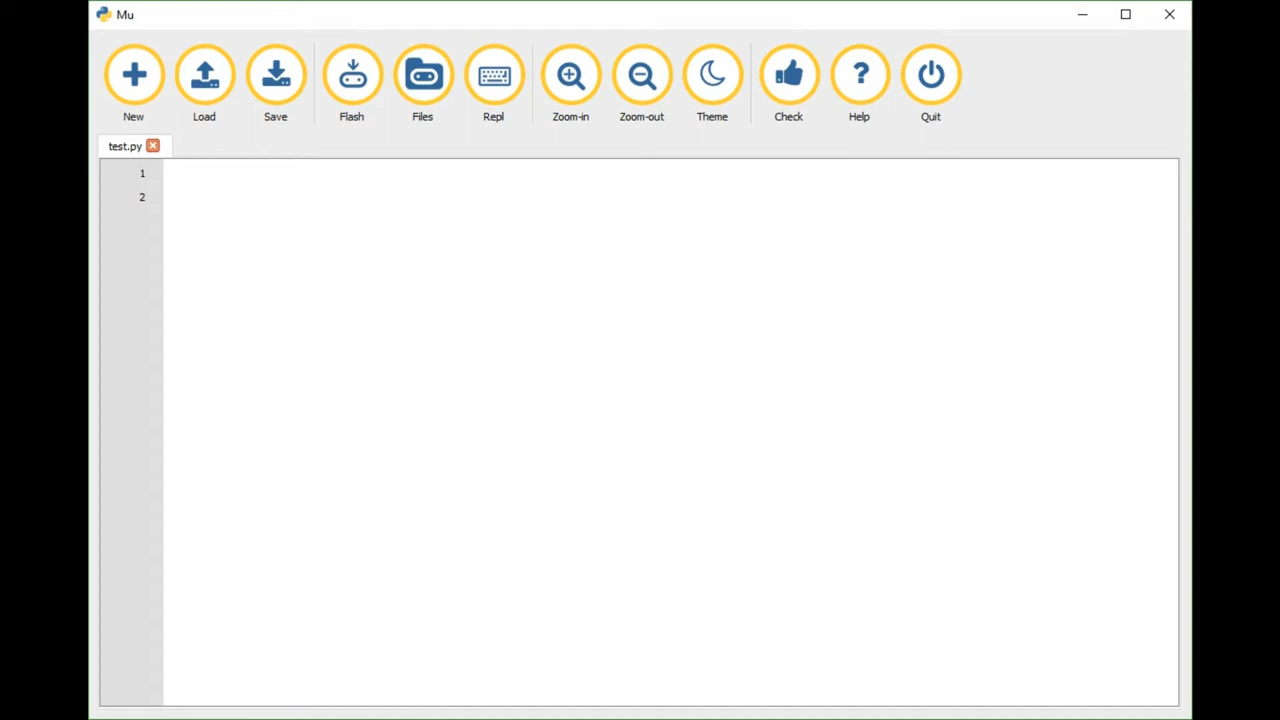 Mu
New Load Save Flash Files Repl Zoom-in Zoom-out Theme Check Help Quit
test.py
1
2